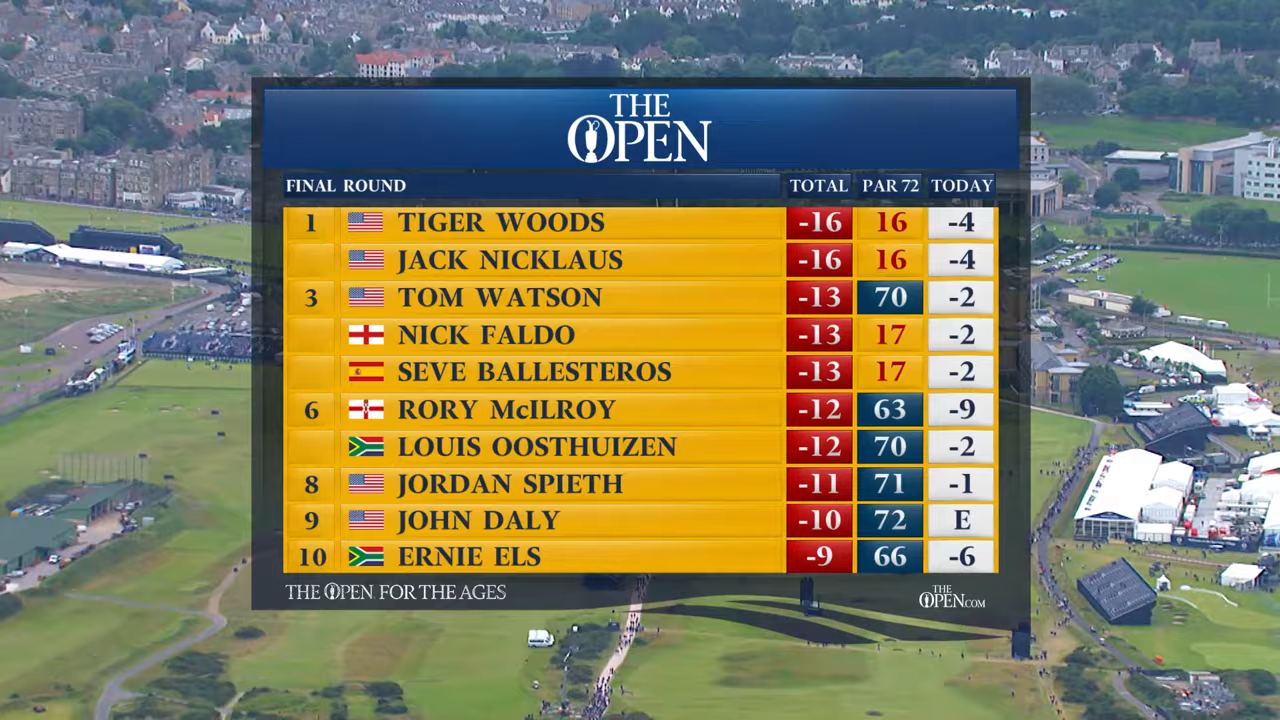 THE
OPEN
FINAL ROUND TOTAL PAR 72 TODAY
1 TIGER WOODS -16 16 -4
JACK NICKLAUS -16 16 -4
3 TOM WATSON -13 70 -2
NICK FALDO -13 17 -2
SEVE BALLESTEROS -13 17 -2
6 RORY McILROY -12 63 -9
LOUIS OOSTHUIZEN -12 70 -2
8 JORDAN SPIETH -11 71 -1
9 JOHN DALY -10 72 E
10 ERNIE ELS -9 66 -6
THE OPEN FOR THE AGES THE OPEN.COM